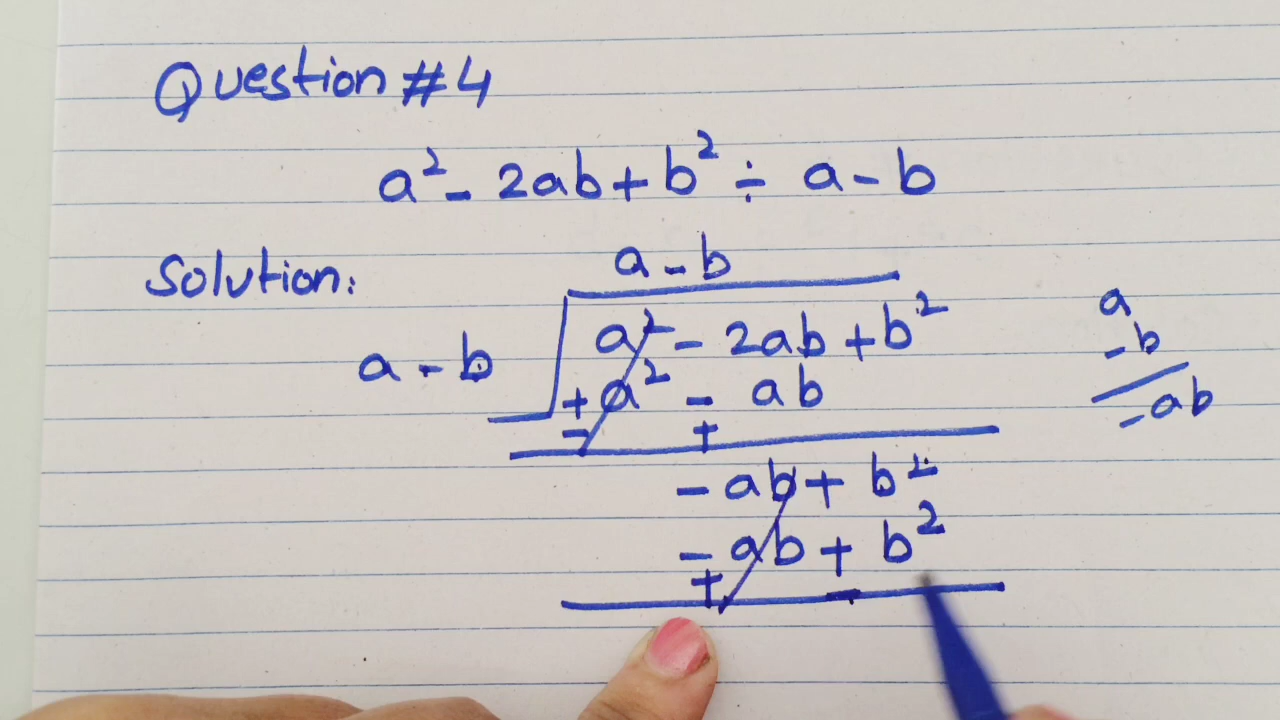 Question #4
a² - 2ab + b² ÷ a - b
Solution:
a - b
a - b
a² - 2ab + b²
+ a² - ab
- +
- ab + b²
- ab + b²
+ -
a
- b
- ab